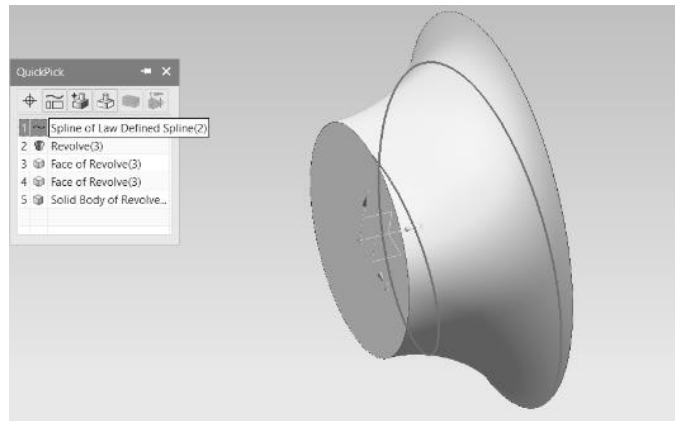 QuickPick
1 Spline of Law Defined Spline(2)
2 Revolve(3)
3 Face of Revolve(3)
4 Face of Revolve(3)
5 Solid Body of Revolve...